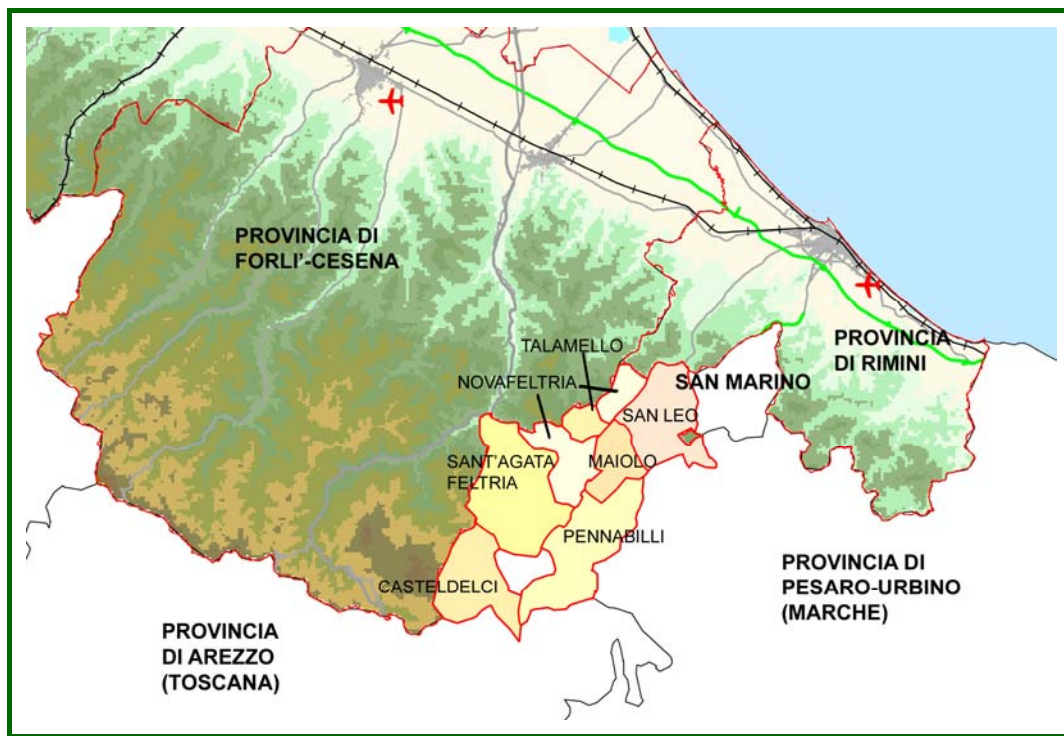 PROVINCIA DI
FORLI'-CESENA
TALAMELLO
PROVINCIA
DI RIMINI
NOVAFELTRIA
SAN MARINO
SAN LEO
SANT'AGATA
FELTRIA
MAIOLO
PENNABILLI
CASTELDELCI
PROVINCIA DI
PESARO-URBINO
(MARCHE)
PROVINCIA
DI AREZZO
(TOSCANA)